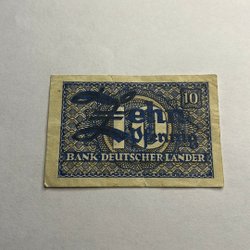 10
Zehn
Pfennig
BANK DEUTSCHER LÄNDER